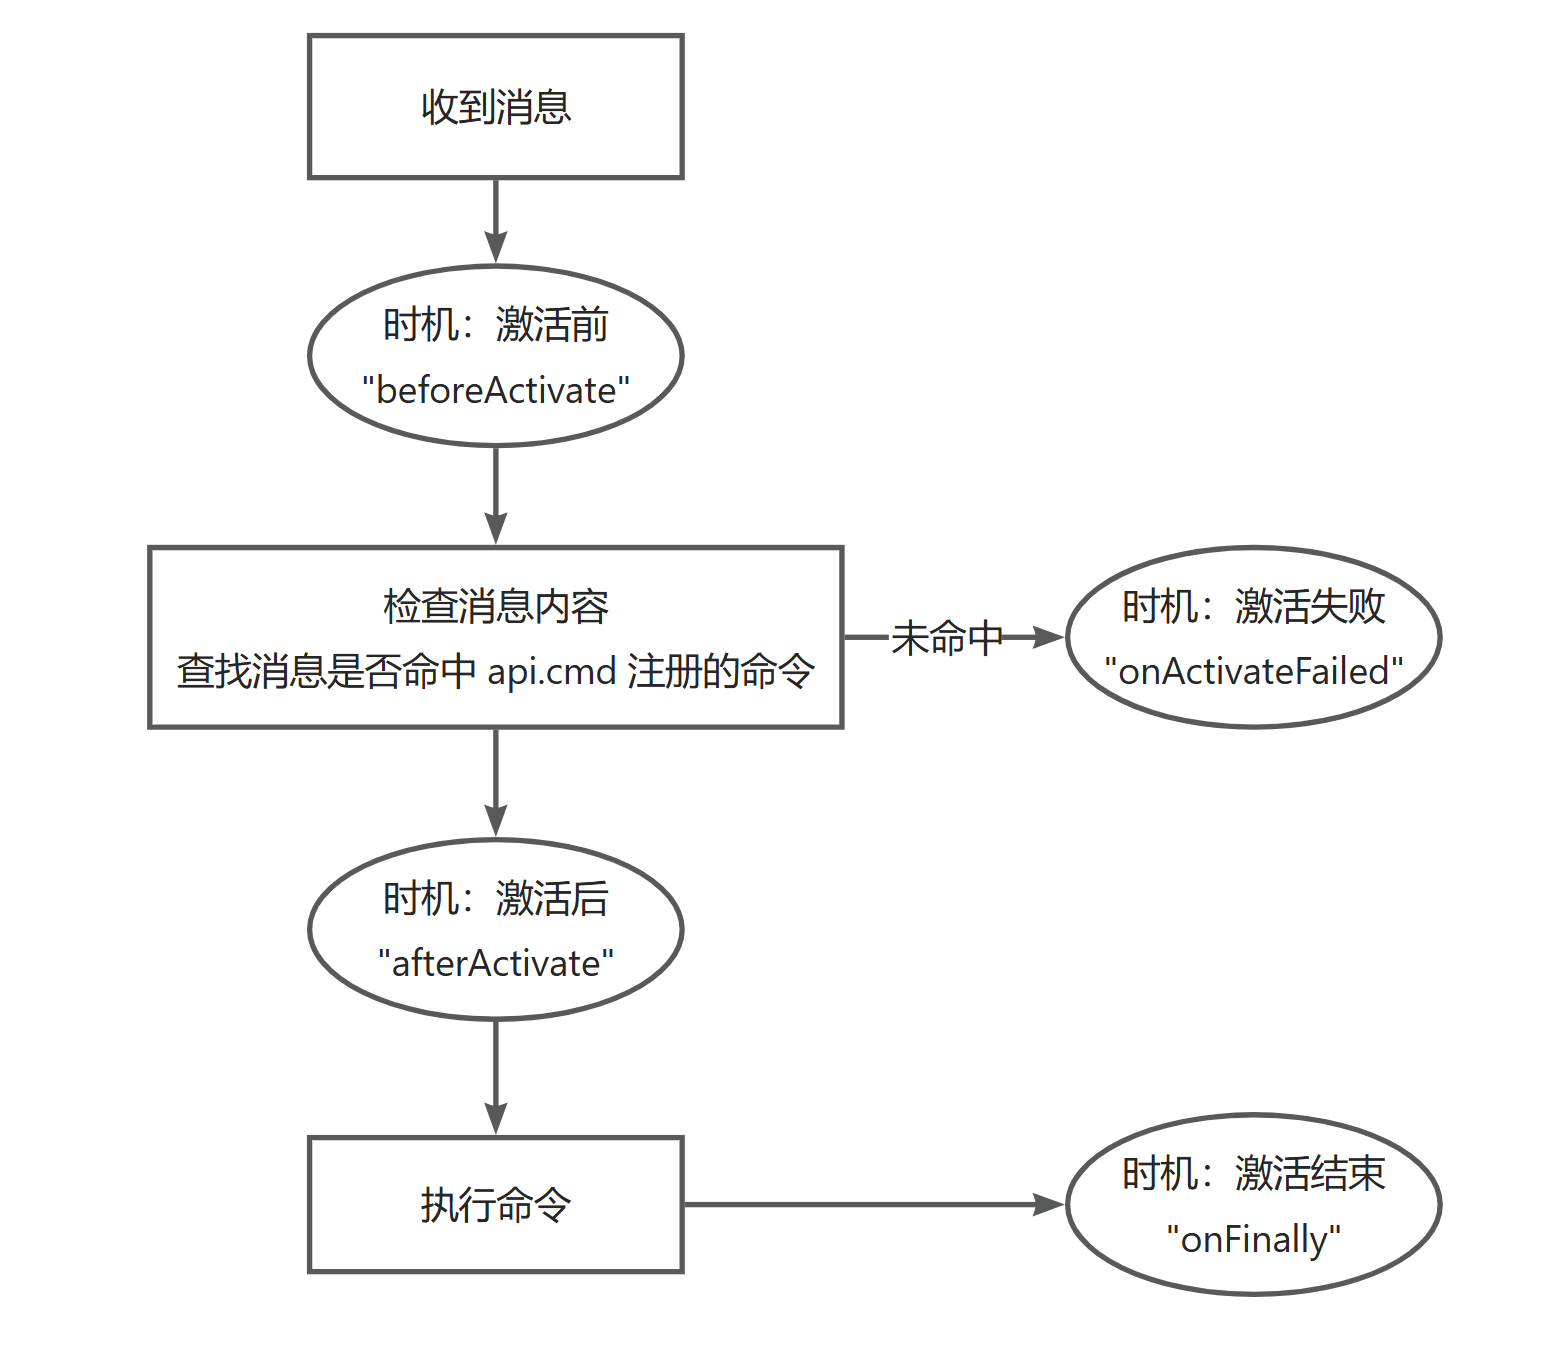 收到消息
时机：激活前
"beforeActivate"
检查消息内容
查找消息是否命中 api.cmd 注册的命令
未命中
时机：激活失败
"onActivateFailed"
时机：激活后
"afterActivate"
执行命令
时机：激活结束
"onFinally"